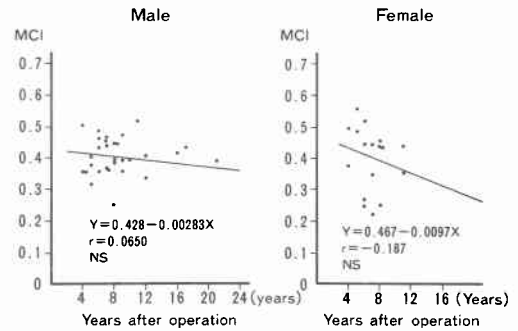 Male
MCI
0.7
0.6
0.5
0.4
0.3
0.2
0.1
0
Y=0.428-0.00283X
r=0.0650
NS
4 8 12 16 20 24 (years)
Years after operation
Female
MCI
0.7
0.6
0.5
0.4
0.3
0.2
0.1
0
Y=0.467-0.0097X
r=-0.187
NS
4 8 12 16 (Years)
Years after operation